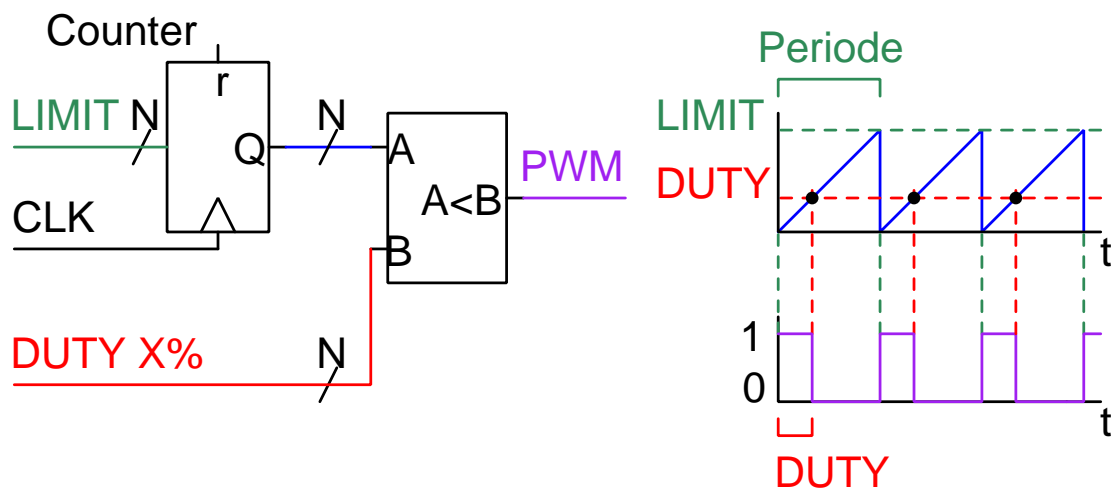 Counter
r
LIMIT N
Q
N
A
PWM
A<B
CLK
B
DUTY X%
N
Periode
LIMIT
DUTY
t
1
0
t
DUTY